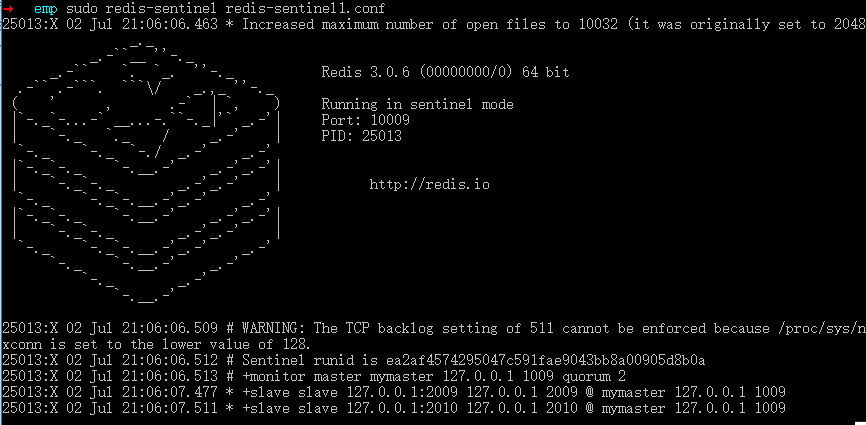 ➜ emp sudo redis-sentinel redis-sentinel1.conf
25013:X 02 Jul 21:06:06.463 * Increased maximum number of open files to 10032 (it was originally set to 2048
Redis 3.0.6 (00000000/0) 64 bit
Running in sentinel mode
Port: 10009
PID: 25013
http://redis.io
25013:X 02 Jul 21:06:06.509 # WARNING: The TCP backlog setting of 511 cannot be enforced because /proc/sys/n
xconn is set to the lower value of 128.
25013:X 02 Jul 21:06:06.512 # Sentinel runid is ea2af4574295047c591fae9043bb8a00905d8b0a
25013:X 02 Jul 21:06:06.513 # +monitor master mymaster 127.0.0.1 1009 quorum 2
25013:X 02 Jul 21:06:07.477 * +slave slave 127.0.0.1:2009 127.0.0.1 2009 @ mymaster 127.0.0.1 1009
25013:X 02 Jul 21:06:07.511 * +slave slave 127.0.0.1:2010 127.0.0.1 2010 @ mymaster 127.0.0.1 1009